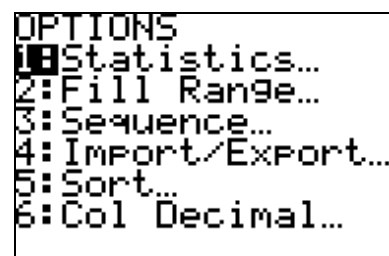 OPTIONS
1:Statistics…
2:Fill Range…
3:Sequence…
4:Import/Export…
5:Sort…
6:Col Decimal…